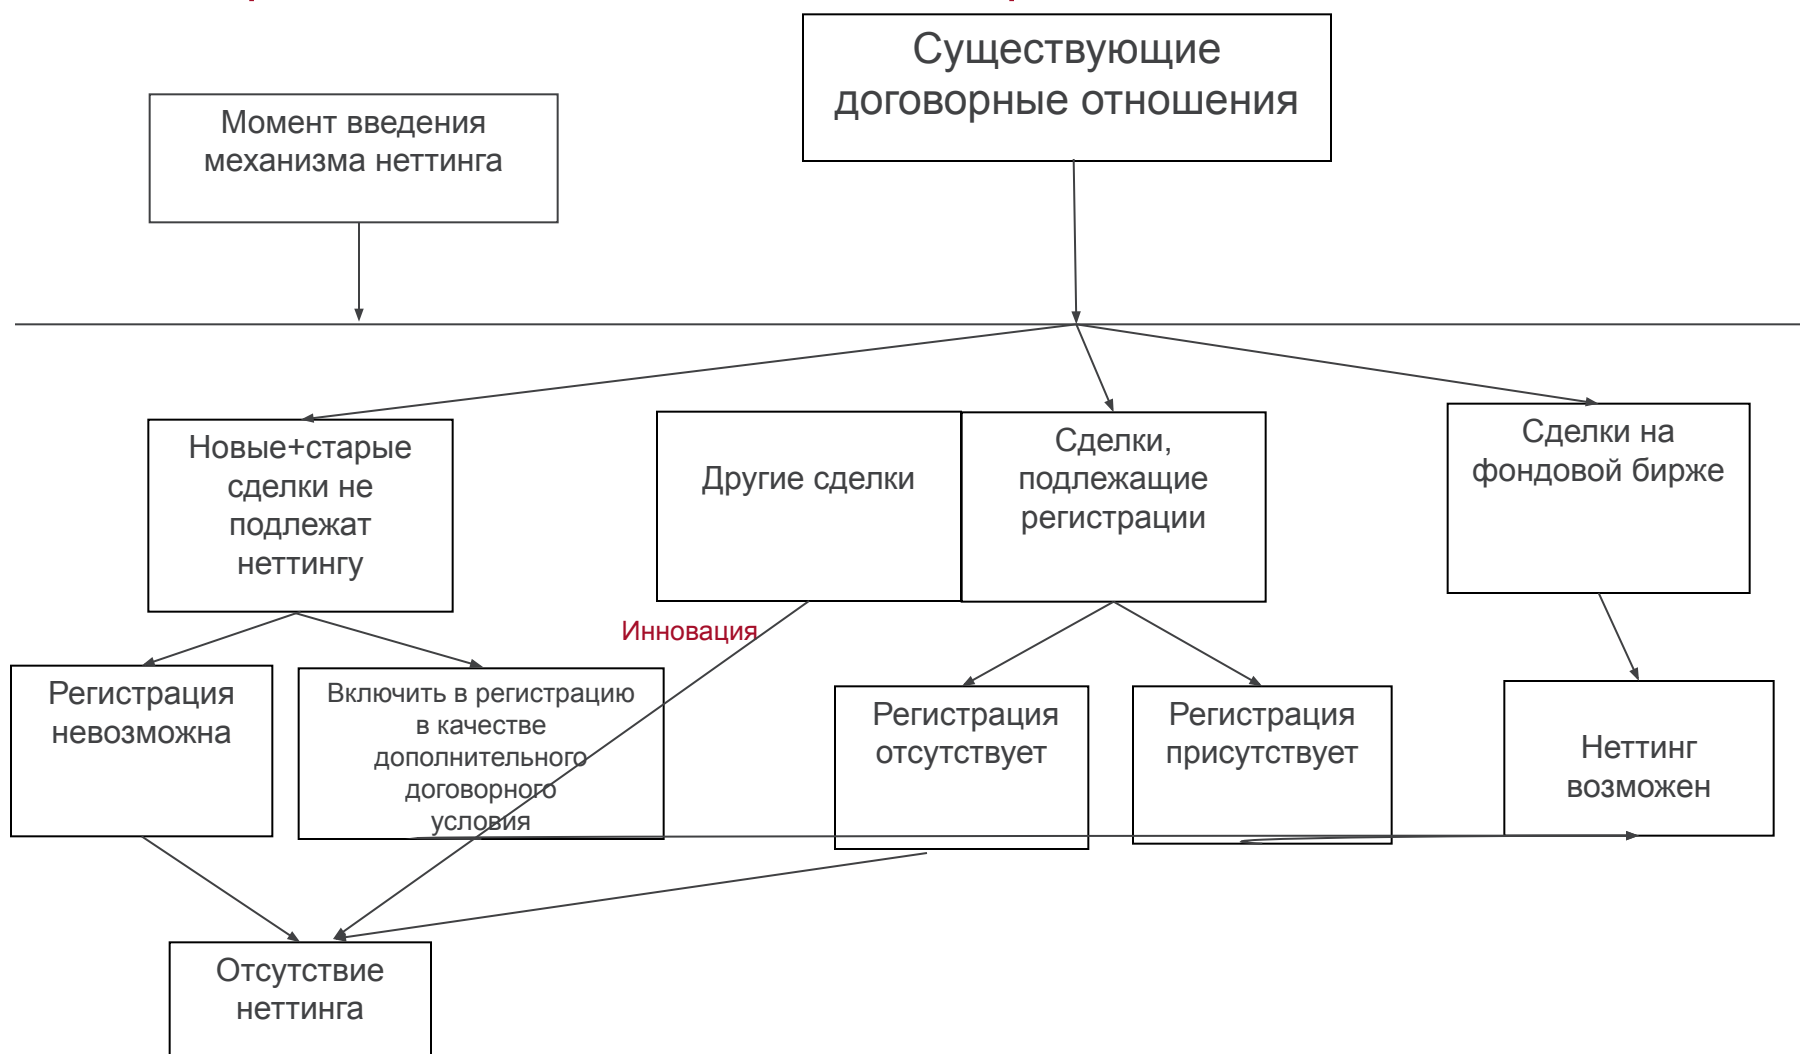 Существующие
договорные отношения
Момент введения
механизма неттинга
Новые+старые
сделки не
подлежат
неттингу
Другие сделки
Сделки,
подлежащие
регистрации
Сделки на
фондовой бирже
Инновация
Регистрация
невозможна
Включить в регистрацию
в качестве
дополнительного
договорного
условия
Регистрация
отсутствует
Регистрация
присутствует
Неттинг
возможен
Отсутствие
неттинга